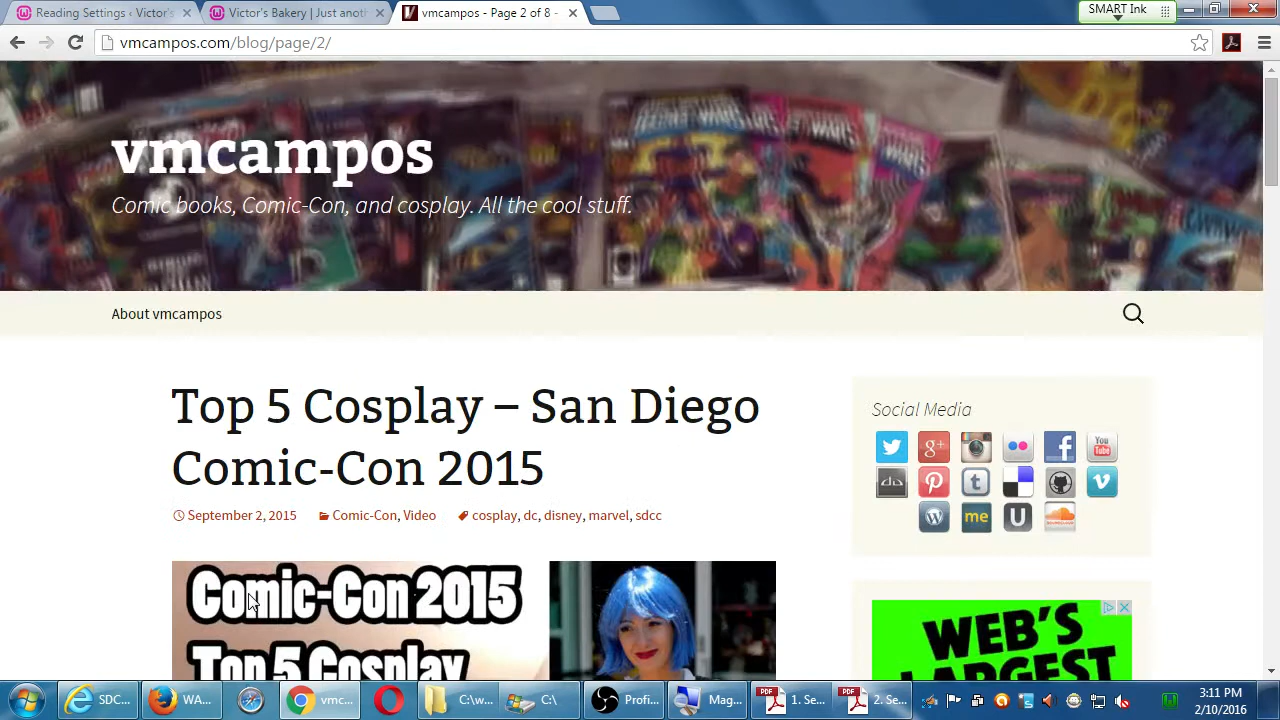 Reading Settings ‹ Victor's
Victor's Bakery | Just anoth
vmcampos - Page 2 of 8 -
SMART Ink
vmcampos.com/blog/page/2/
vmcampos
Comic books, Comic-Con, and cosplay. All the cool stuff.
About vmcampos
Top 5 Cosplay – San Diego
Comic-Con 2015
September 2, 2015 Comic-Con, Video cosplay, dc, disney, marvel, sdcc
Social Media
Comic-Con 2015
Top 5 Cosplay
WEB'S
LARGEST
SDC...
WA...
vmc...
C:\w...
C:\
Profi...
Mag...
1. Se...
2. Se...
3:11 PM
2/10/2016